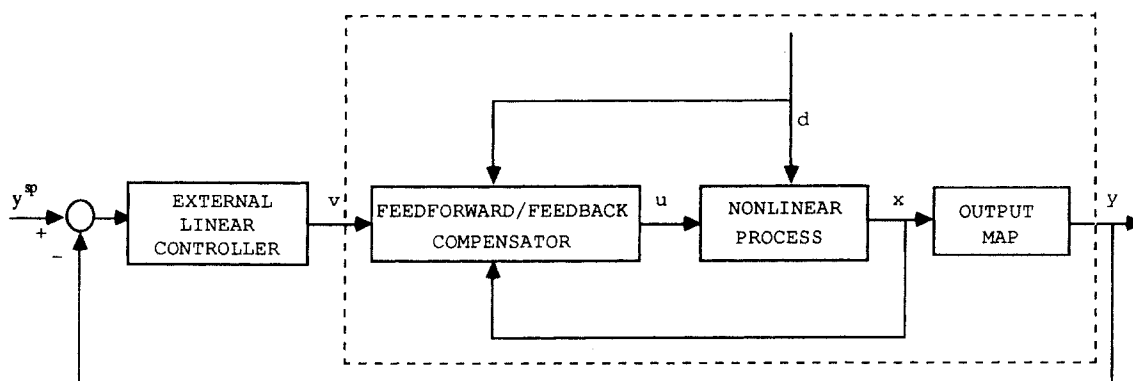 d
y^sp
+
−
EXTERNAL
LINEAR
CONTROLLER
v
FEEDFORWARD/FEEDBACK
COMPENSATOR
u
NONLINEAR
PROCESS
x
OUTPUT
MAP
y